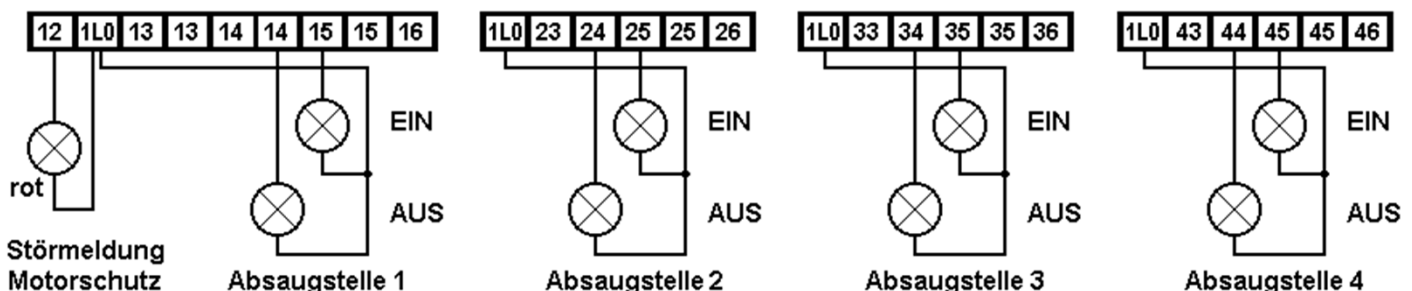 12 1L0 13 13 14 14 15 15 16
1L0 23 24 25 25 26
1L0 33 34 35 35 36
1L0 43 44 45 45 46
EIN
EIN
EIN
EIN
rot
AUS
AUS
AUS
AUS
Störmeldung
Motorschutz
Absaugstelle 1
Absaugstelle 2
Absaugstelle 3
Absaugstelle 4